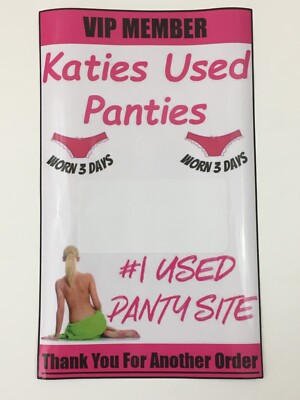 VIP MEMBER
Katies Used
Panties
WORN 3 DAYS
WORN 3 DAYS
#1 USED
PANTY SITE
Thank You For Another Order